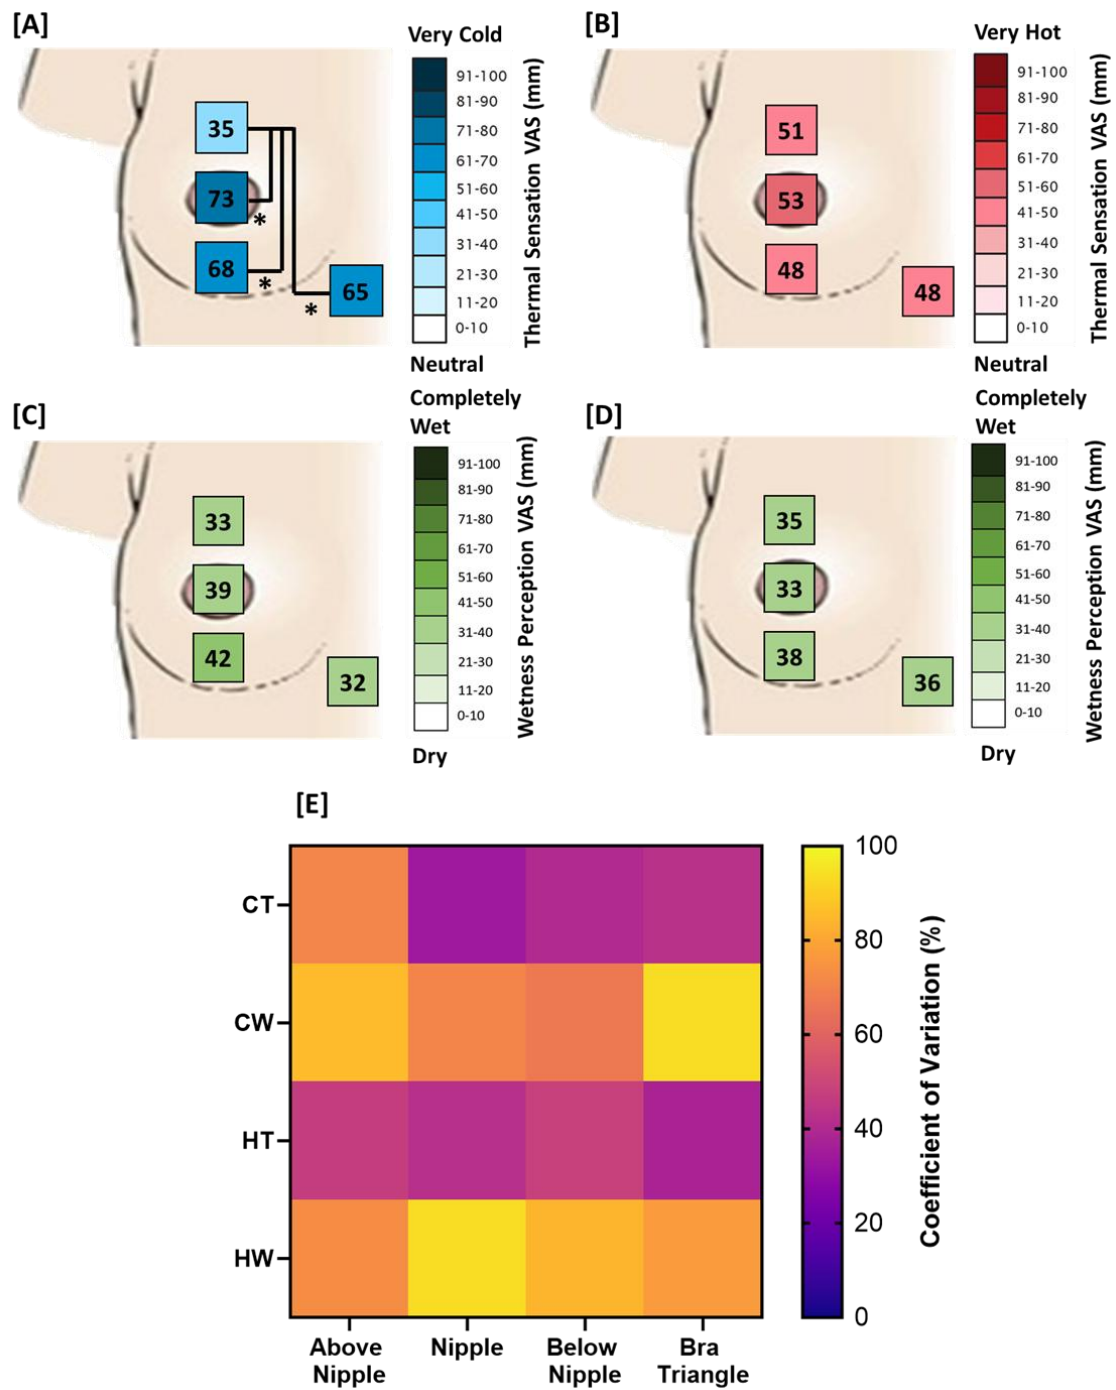 [A]
Very Cold
35
73
*
68
*
65
*
91-100
81-90
71-80
61-70
51-60
41-50
31-40
21-30
11-20
0-10
Thermal Sensation VAS (mm)
Neutral
[B]
Very Hot
51
53
48
48
91-100
81-90
71-80
61-70
51-60
41-50
31-40
21-30
11-20
0-10
Thermal Sensation VAS (mm)
Neutral
[C]
Completely
Wet
33
39
42
32
91-100
81-90
71-80
61-70
51-60
41-50
31-40
21-30
11-20
0-10
Wetness Perception VAS (mm)
Dry
[D]
Completely
Wet
35
33
38
36
91-100
81-90
71-80
61-70
51-60
41-50
31-40
21-30
11-20
0-10
Wetness Perception VAS (mm)
Dry
[E]
CT
CW
HT
HW
Above
Nipple
Nipple
Below
Nipple
Bra
Triangle
100
80
60
40
20
0
Coefficient of Variation (%)